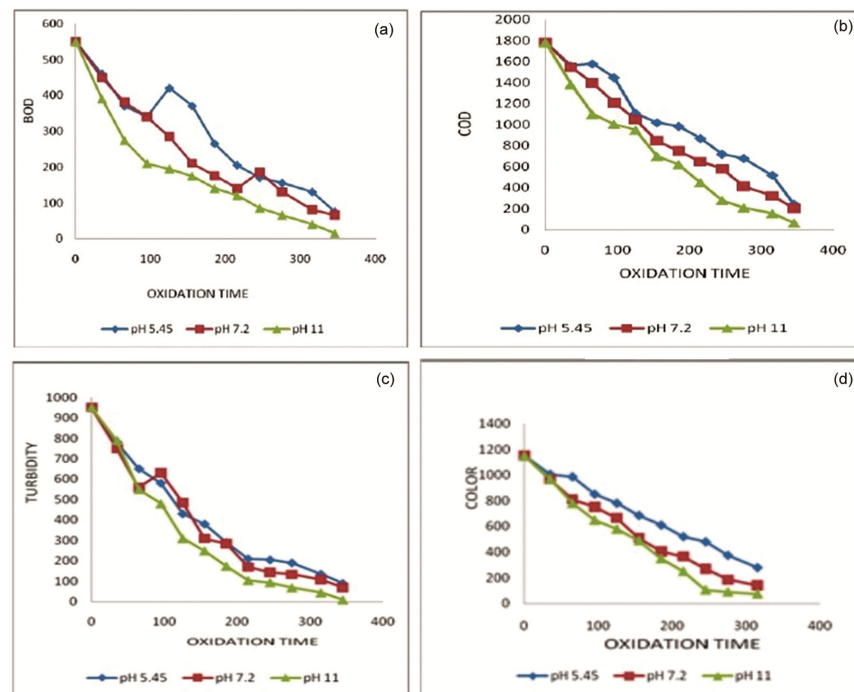 (a)
600
500
400
300
200
100
0
BOD
0 100 200 300 400
OXIDATION TIME
pH 5.45 pH 7.2 pH 11
(b)
2000
1800
1600
1400
1200
1000
800
600
400
200
0
COD
0 100 200 300 400
OXIDATION TIME
pH 5.45 pH 7.2 pH 11
(c)
1000
900
800
700
600
500
400
300
200
100
0
TURBIDITY
0 100 200 300 400
OXIDATION TIME
pH 5.45 pH 7.2 pH 11
(d)
1400
1200
1000
800
600
400
200
0
COLOR
0 100 200 300 400
OXIDATION TIME
pH 5.45 pH 7.2 pH 11